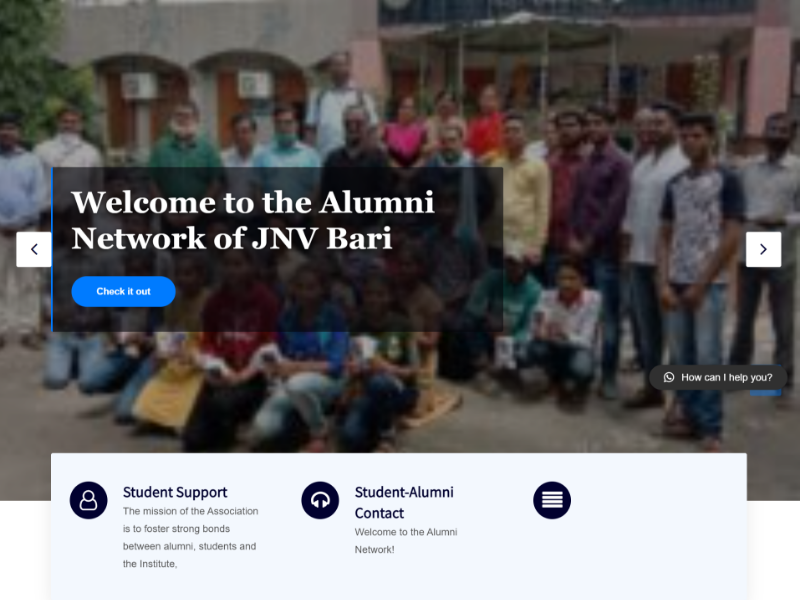 Welcome to the Alumni
Network of JNV Bari
Check it out
How can I help you?
Student Support
The mission of the Association
is to foster strong bonds
between alumni, students and
the Institute,
Student-Alumni
Contact
Welcome to the Alumni
Network!